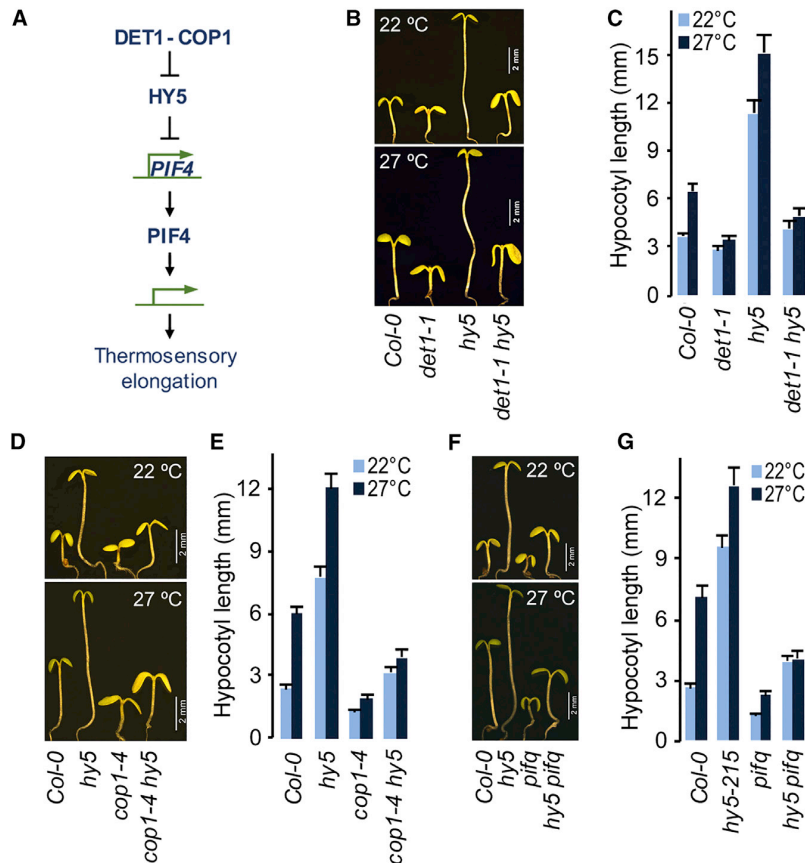 A
DET1 - COP1
HY5
PIF4
PIF4
Thermosensory
elongation
B
22 ºC
2 mm
27 ºC
2 mm
Col-0
det1-1
hy5
det1-1 hy5
C
22°C
27°C
Hypocotyl length (mm)
15
12
9
6
3
0
Col-0
det1-1
hy5
det1-1 hy5
D
22 ºC
2 mm
27 ºC
2 mm
Col-0
hy5
cop1-4
cop1-4 hy5
E
22°C
27°C
Hypocotyl length (mm)
12
9
6
3
0
Col-0
hy5
cop1-4
cop1-4 hy5
F
22 ºC
2 mm
27 ºC
2 mm
Col-0
hy5
pifq
hy5 pifq
G
22°C
27°C
Hypocotyl length (mm)
12
9
6
3
0
Col-0
hy5-215
pifq
hy5 pifq